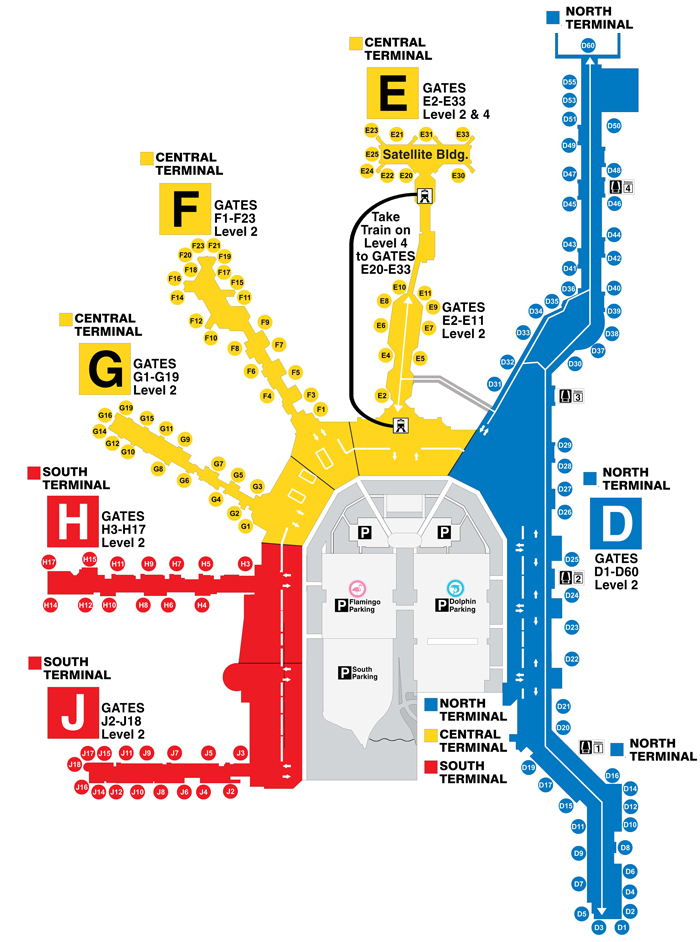 NORTH
TERMINAL
D60
CENTRAL
TERMINAL
E
GATES
E2-E33
Level 2 & 4
E23
E21
E31
E33
E25
Satellite Bldg.
E24
E22
E20
E30
Take
Train on
Level 4
to GATES
E20-E33
E10
E11
E8
E9
E6
E7
E4
E5
E2
GATES
E2-E11
Level 2
CENTRAL
TERMINAL
F
GATES
F1-F23
Level 2
F23
F21
F20
F19
F18
F17
F16
F15
F14
F11
F12
F10
F9
F8
F7
F6
F5
F4
F3
F1
CENTRAL
TERMINAL
G
GATES
G1-G19
Level 2
G19
G16
G15
G14
G11
G12
G9
G10
G8
G7
G6
G5
G4
G3
G2
G1
SOUTH
TERMINAL
H
GATES
H3-H17
Level 2
H17
H15
H11
H9
H7
H5
H3
H14
H12
H10
H8
H6
H4
SOUTH
TERMINAL
J
GATES
J2-J18
Level 2
J17
J15
J11
J9
J7
J5
J3
J18
J16
J14
J12
J10
J8
J6
J4
J2
P
P
P Flamingo
Parking
P Dolphin
Parking
P South
Parking
NORTH
TERMINAL
CENTRAL
TERMINAL
SOUTH
TERMINAL
D55
D53
D51
D50
D49
D48
D47
4
D46
D45
D44
D43
D42
D41
D40
D36
D35
D39
D34
D38
D33
D37
D32
D30
D31
3
D29
D28
D27
D26
NORTH
TERMINAL
D
GATES
D1-D60
Level 2
D25
2
D24
D23
D22
D21
D20
1
NORTH
TERMINAL
D19
D17
D16
D14
D15
D12
D11
D10
D9
D8
D7
D6
D4
D5
D2
D3
D1